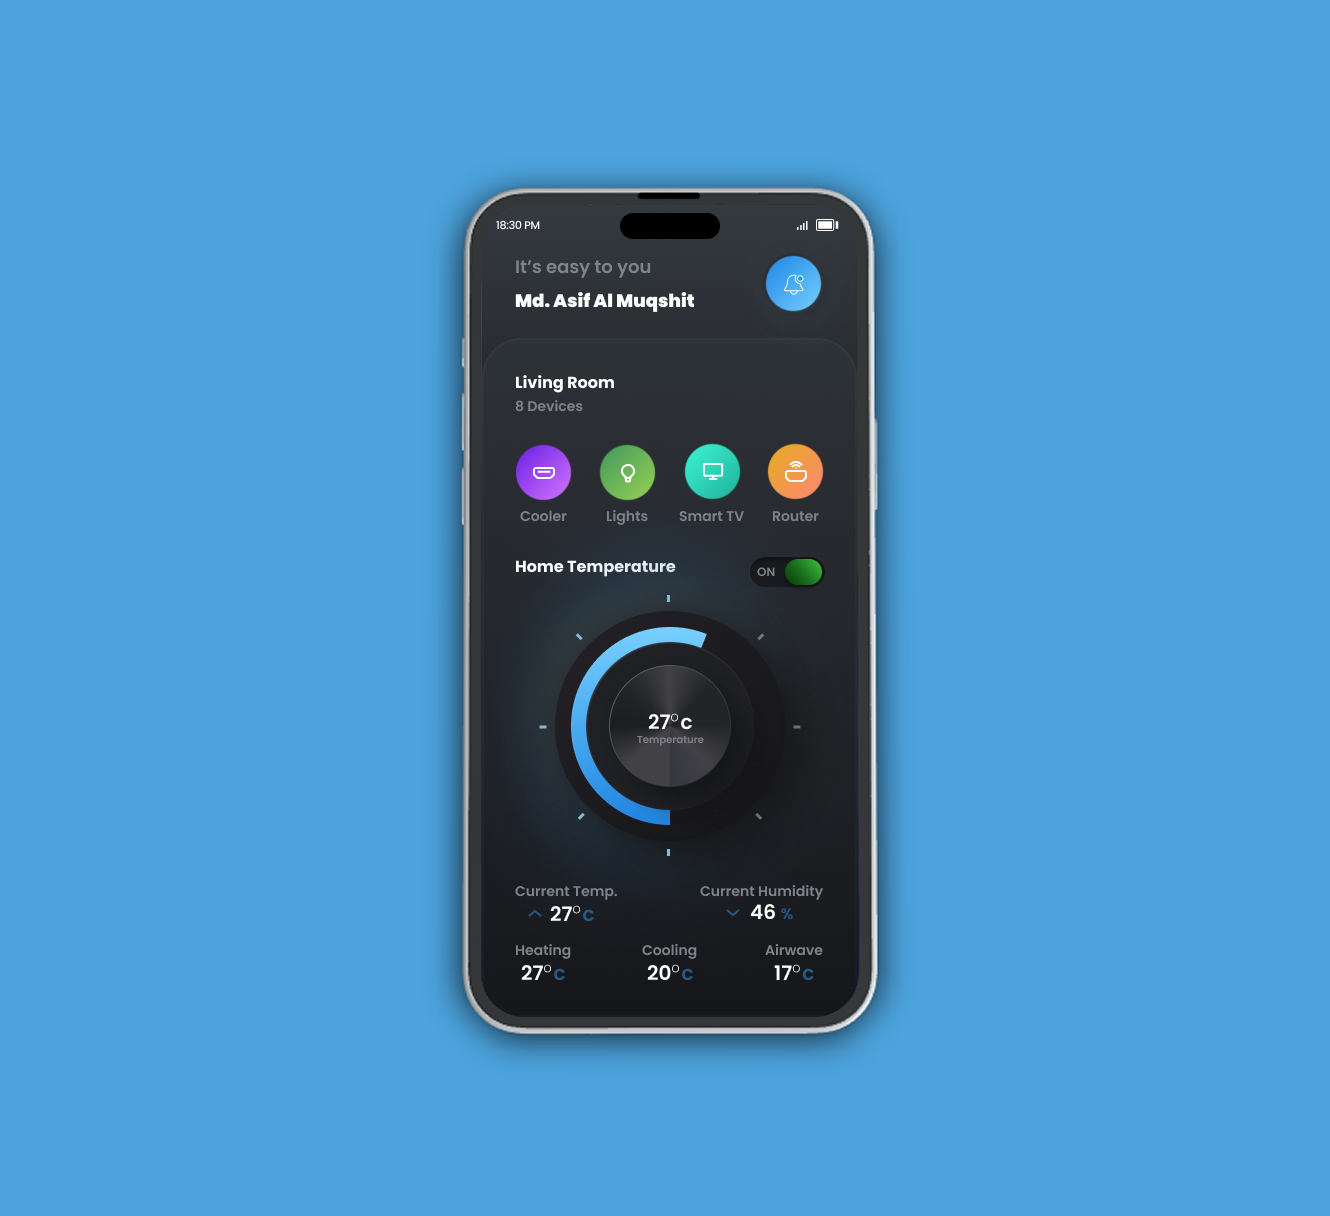 18:30 PM
It's easy to you
Md. Asif Al Muqshit
Living Room
8 Devices
Cooler Lights Smart TV Router
Home Temperature ON
27°c
Temperature
Current Temp. Current Humidity
27°C 46 %
Heating Cooling Airwave
27°C 20°C 17°C